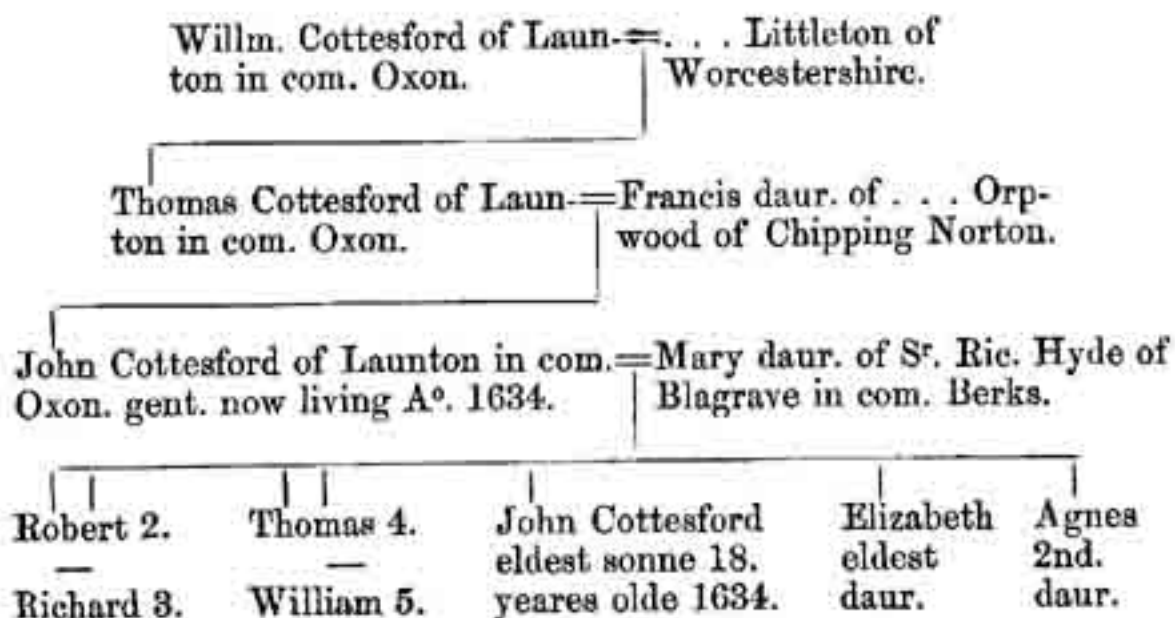 Willm. Cottesford of Laun-=. . . Littleton of
ton in com. Oxon. Worcestershire.
Thomas Cottesford of Laun-=Francis daur. of . . . Orp-
ton in com. Oxon. wood of Chipping Norton.
John Cottesford of Launton in com.=Mary daur. of Sʳ. Ric. Hyde of
Oxon. gent. now living Aº. 1634. Blagrave in com. Berks.
Robert 2. Thomas 4. John Cottesford Elizabeth Agnes
— — eldest sonne 18. eldest 2nd.
Richard 3. William 5. yeares olde 1634. daur. daur.